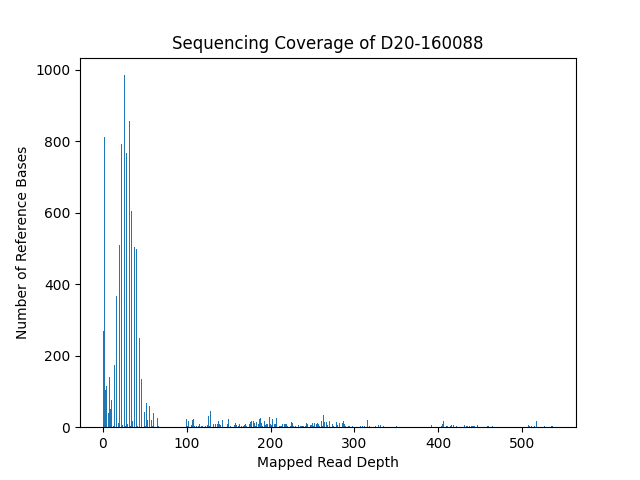 Sequencing Coverage of D20-160088
1000
800
600
400
200
0
Number of Reference Bases
0 100 200 300 400 500
Mapped Read Depth